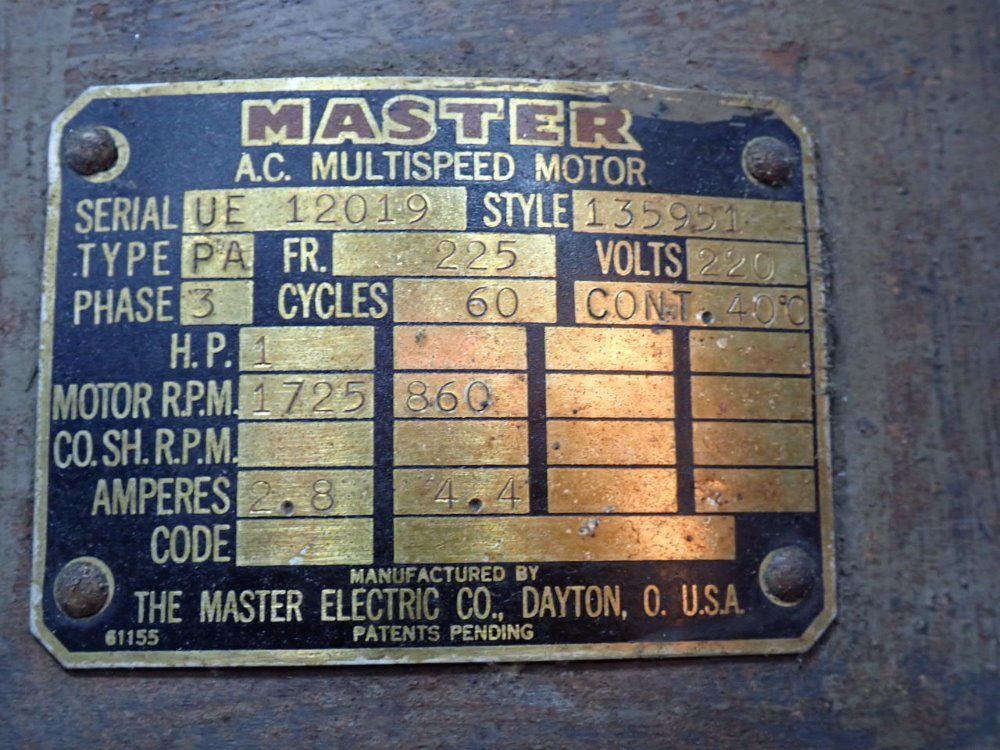 MASTER
A.C. MULTISPEED MOTOR
SERIAL UE 12019 STYLE 135951
TYPE PA FR. 225 VOLTS 220
PHASE 3 CYCLES 60 CONT. 40°C
H.P. 1
MOTOR R.P.M. 1725 860
CO. SH. R.P.M.
AMPERES 2.8 4.4
CODE
MANUFACTURED BY
THE MASTER ELECTRIC CO., DAYTON, O. U.S.A.
61155 PATENTS PENDING